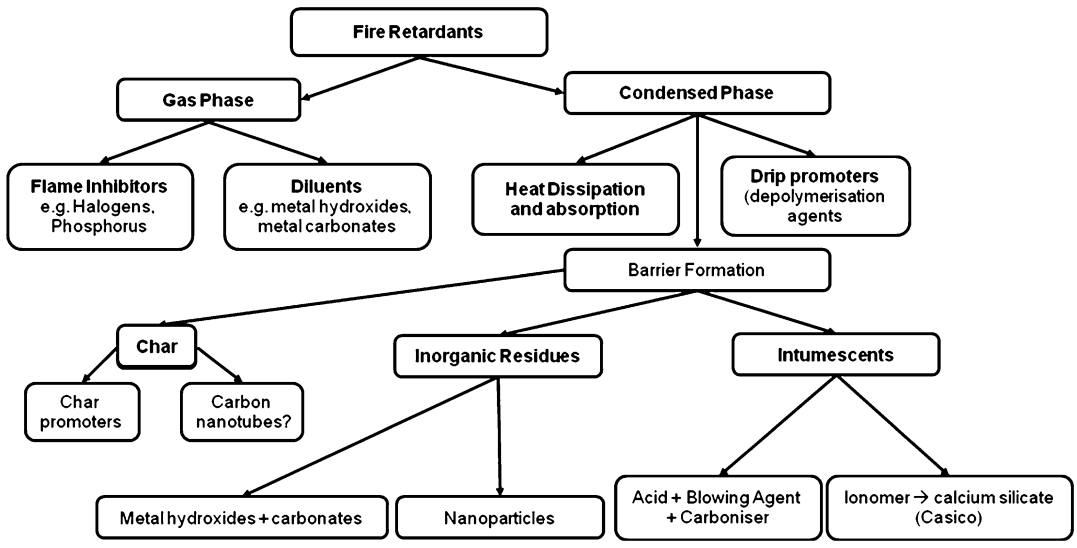 Fire Retardants
Gas Phase
Condensed Phase
Flame Inhibitors
e.g. Halogens,
Phosphorus
Diluents
e.g. metal hydroxides,
metal carbonates
Heat Dissipation
and absorption
Drip promoters
(depolymerisation
agents
Barrier Formation
Char
Inorganic Residues
Intumescents
Char
promoters
Carbon
nanotubes?
Metal hydroxides + carbonates
Nanoparticles
Acid + Blowing Agent
+ Carboniser
Ionomer → calcium silicate
(Casico)